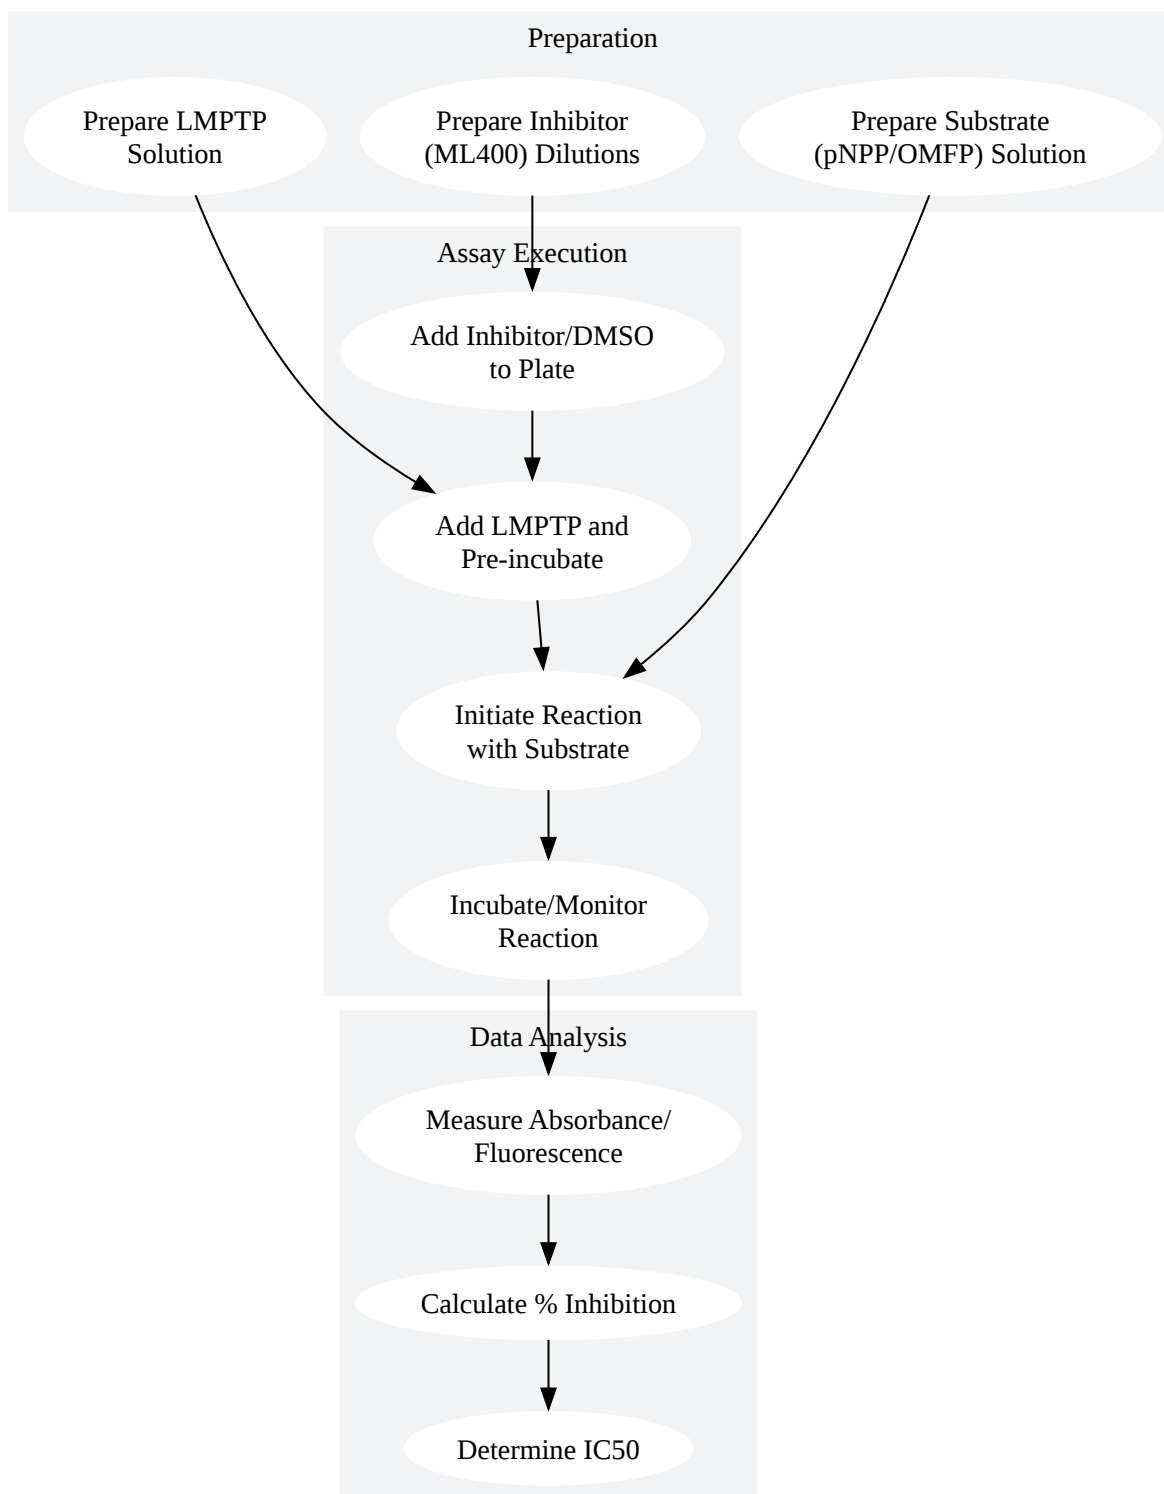 Preparation
Prepare LMPTP
Solution
Prepare Inhibitor
(ML400) Dilutions
Prepare Substrate
(pNPP/OMFP) Solution
Assay Execution
Add Inhibitor/DMSO
to Plate
Add LMPTP and
Pre-incubate
Initiate Reaction
with Substrate
Incubate/Monitor
Reaction
Data Analysis
Measure Absorbance/
Fluorescence
Calculate % Inhibition
Determine IC50